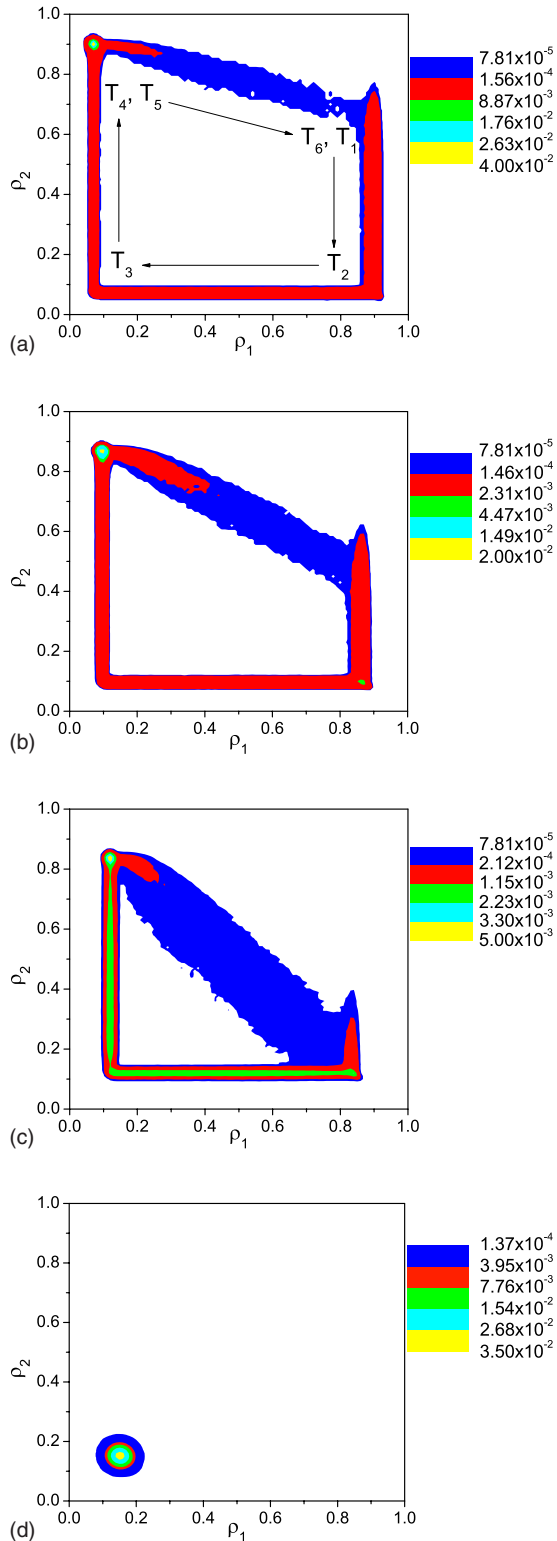 1.0
0.8
0.6
0.4
0.2
0.0
ρ2
T4, T5
T6, T1
T3
T2
0.0 0.2 0.4 0.6 0.8 1.0
ρ1
(a)
7.81x10⁻⁵
1.56x10⁻⁴
8.87x10⁻³
1.76x10⁻²
2.63x10⁻²
4.00x10⁻²
1.0
0.8
0.6
0.4
0.2
0.0
ρ2
0.0 0.2 0.4 0.6 0.8 1.0
ρ1
(b)
7.81x10⁻⁵
1.46x10⁻⁴
2.31x10⁻³
4.47x10⁻³
1.49x10⁻²
2.00x10⁻²
1.0
0.8
0.6
0.4
0.2
0.0
ρ2
0.0 0.2 0.4 0.6 0.8 1.0
ρ1
(c)
7.81x10⁻⁵
2.12x10⁻⁴
1.15x10⁻³
2.23x10⁻³
3.30x10⁻³
5.00x10⁻³
1.0
0.8
0.6
0.4
0.2
0.0
ρ2
0.0 0.2 0.4 0.6 0.8 1.0
ρ1
(d)
1.37x10⁻⁴
3.95x10⁻³
7.76x10⁻³
1.54x10⁻²
2.68x10⁻²
3.50x10⁻²